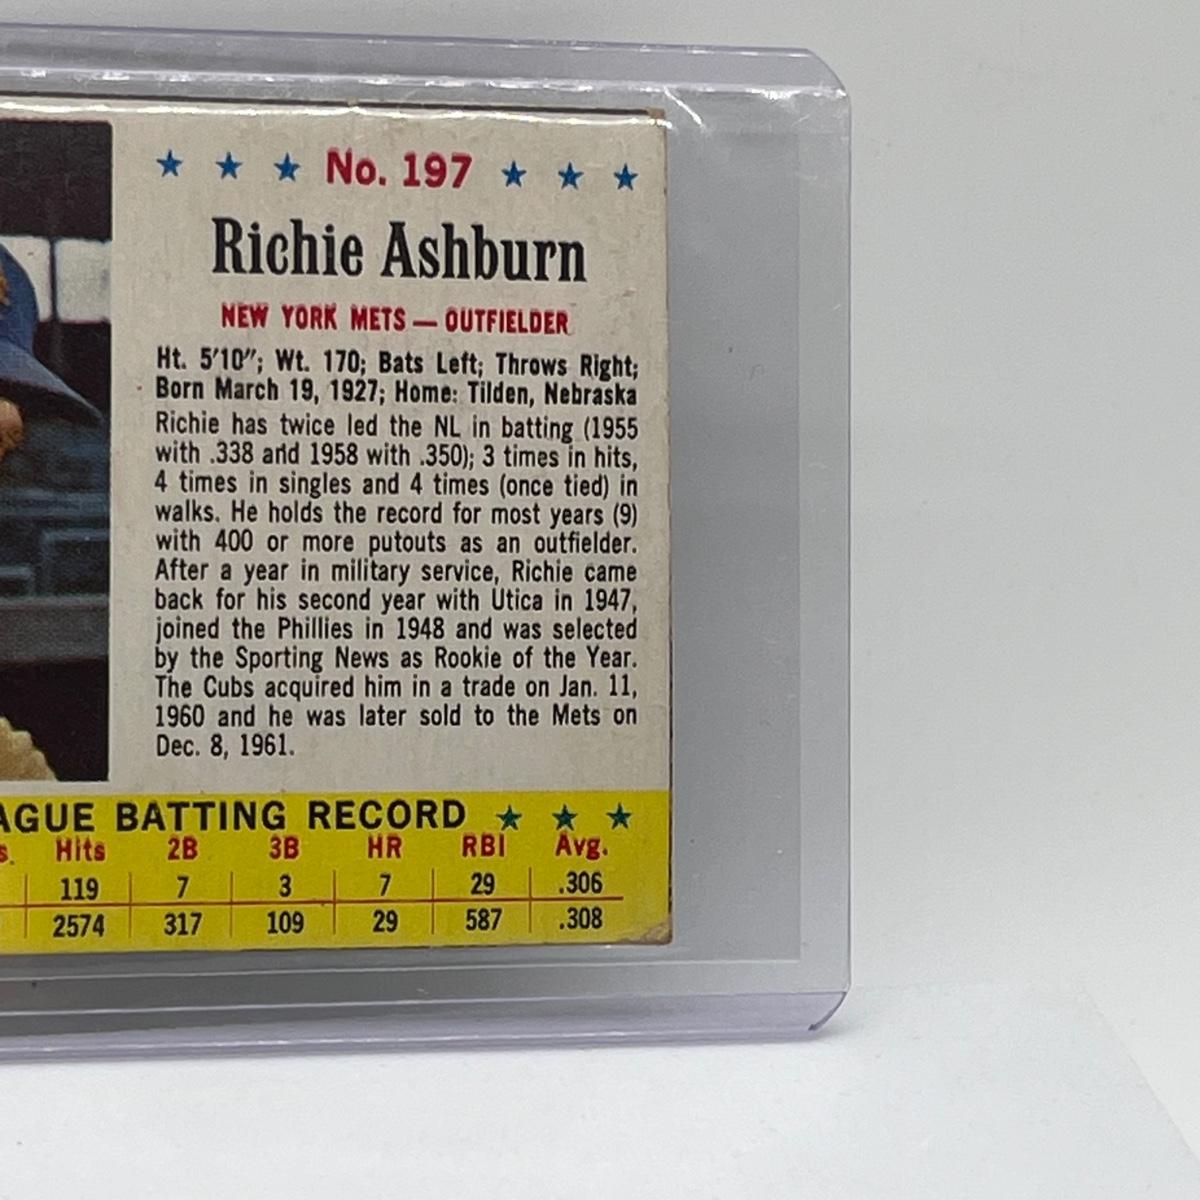 ★ ★ ★ No. 197 ★ ★ ★
Richie Ashburn
NEW YORK METS — OUTFIELDER
Ht. 5'10"; Wt. 170; Bats Left; Throws Right;
Born March 19, 1927; Home: Tilden, Nebraska
Richie has twice led the NL in batting (1955
with .338 and 1958 with .350); 3 times in hits,
4 times in singles and 4 times (once tied) in
walks. He holds the record for most years (9)
with 400 or more putouts as an outfielder.
After a year in military service, Richie came
back for his second year with Utica in 1947,
joined the Phillies in 1948 and was selected
by the Sporting News as Rookie of the Year.
The Cubs acquired him in a trade on Jan. 11,
1960 and he was later sold to the Mets on
Dec. 8, 1961.
AGUE BATTING RECORD ★ ★ ★
s. Hits 2B 3B HR RBI Avg.
119 7 3 7 29 .306
2574 317 109 29 587 .308